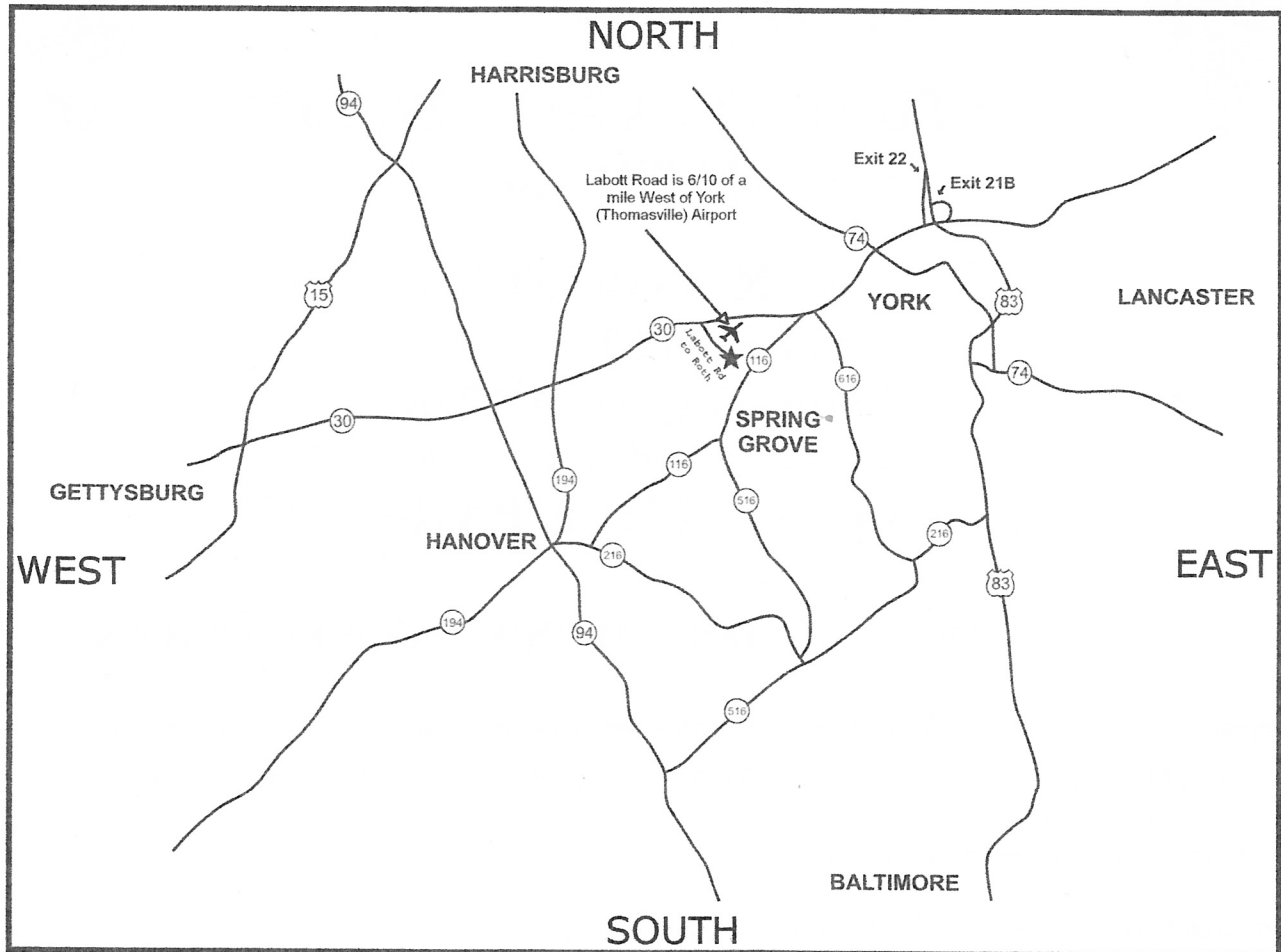 NORTH
HARRISBURG
94
Exit 22
Exit 21B
Labott Road is 6/10 of a
mile West of York
(Thomasville) Airport
74
15
YORK
83
LANCASTER
30
Labott Rd
to Roth
116
616
74
30
SPRING
GROVE
116
194
516
GETTYSBURG
HANOVER
216
216
WEST
EAST
83
194
94
516
BALTIMORE
SOUTH